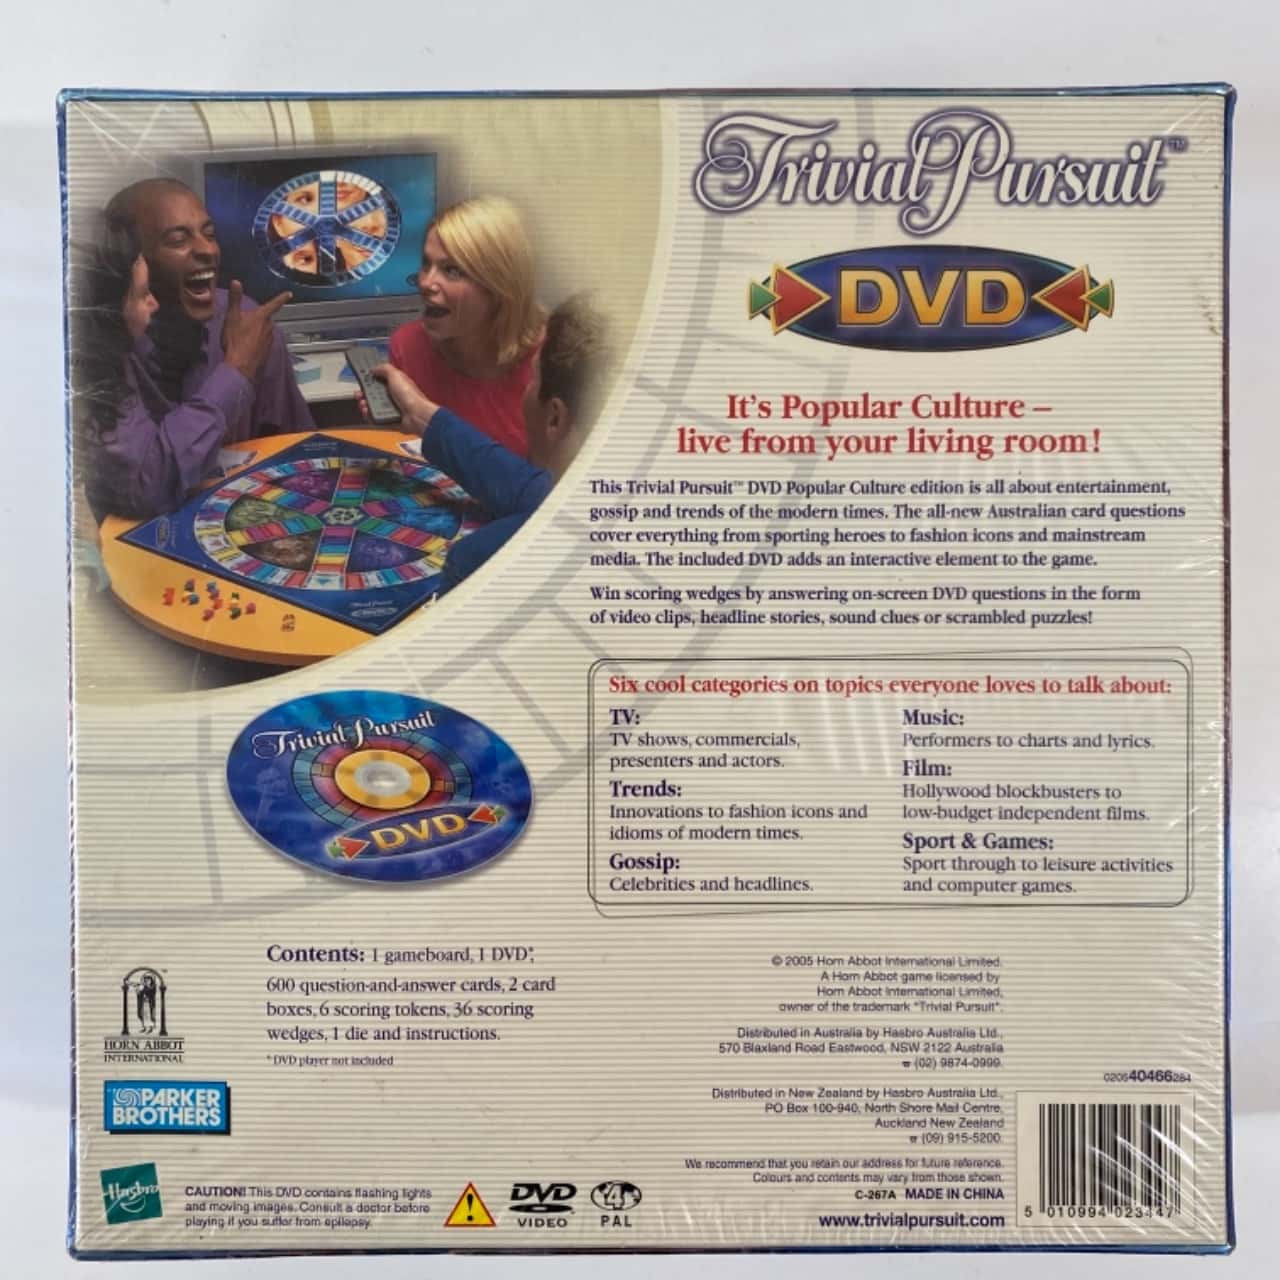 Trivial Pursuit™
DVD
It's Popular Culture –
live from your living room!
This Trivial Pursuit™ DVD Popular Culture edition is all about entertainment,
gossip and trends of the modern times. The all-new Australian card questions
cover everything from sporting heroes to fashion icons and mainstream
media. The included DVD adds an interactive element to the game.
Win scoring wedges by answering on-screen DVD questions in the form
of video clips, headline stories, sound clues or scrambled puzzles!
Six cool categories on topics everyone loves to talk about:
TV:
TV shows, commercials,
presenters and actors.
Trends:
Innovations to fashion icons and
idioms of modern times.
Gossip:
Celebrities and headlines.
Music:
Performers to charts and lyrics.
Film:
Hollywood blockbusters to
low-budget independent films.
Sport & Games:
Sport through to leisure activities
and computer games.
Trivial Pursuit
DVD
Contents: 1 gameboard, 1 DVD*,
600 question-and-answer cards, 2 card
boxes, 6 scoring tokens, 36 scoring
wedges, 1 die and instructions.
*DVD player not included
HORN ABBOT
INTERNATIONAL
PARKER
BROTHERS
Hasbro
CAUTION! This DVD contains flashing lights
and moving images. Consult a doctor before
playing if you suffer from epilepsy.
DVD
VIDEO
4
PAL
© 2005 Horn Abbot International Limited.
A Horn Abbot game licensed by
Horn Abbot International Limited,
owner of the trademark "Trivial Pursuit".
Distributed in Australia by Hasbro Australia Ltd.,
570 Blaxland Road Eastwood, NSW 2122 Australia
☎ (02) 9874-0999.
Distributed in New Zealand by Hasbro Australia Ltd.,
PO Box 100-940, North Shore Mail Centre,
Auckland New Zealand
☎ (09) 915-5200.
We recommend that you retain our address for future reference.
Colours and contents may vary from those shown.
C-267A MADE IN CHINA
www.trivialpursuit.com
020540466284
5 010994 023447